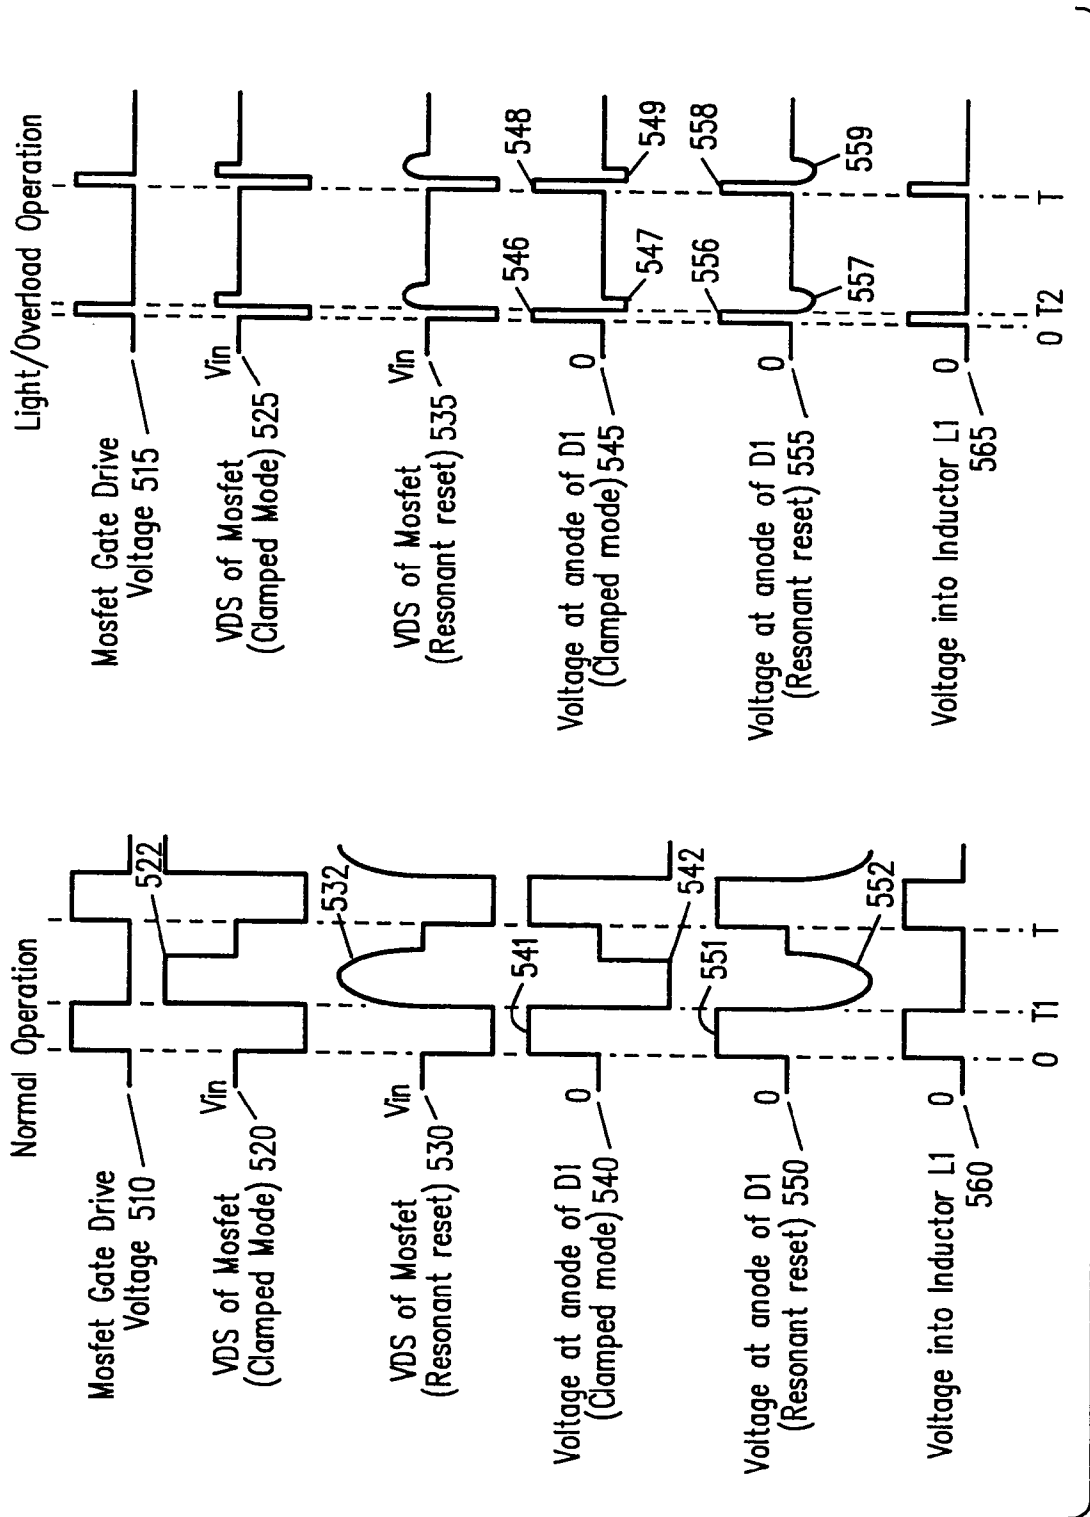 Normal Operation
Mosfet Gate Drive
Voltage 510
522
Vin
VDS of Mosfet
(Clamped Mode) 520
532
Vin
VDS of Mosfet
(Resonant reset) 530
541
542
0
Voltage at anode of D1
(Clamped mode) 540
551
552
0
Voltage at anode of D1
(Resonant reset) 550
0
Voltage into Inductor L1
560
0 T1 T
Light/Overload Operation
Mosfet Gate Drive
Voltage 515
Vin
VDS of Mosfet
(Clamped Mode) 525
Vin
VDS of Mosfet
(Resonant reset) 535
546
547
548
549
0
Voltage at anode of D1
(Clamped mode) 545
556
557
558
559
0
Voltage at anode of D1
(Resonant reset) 555
0
Voltage into Inductor L1
565
0 T2 T